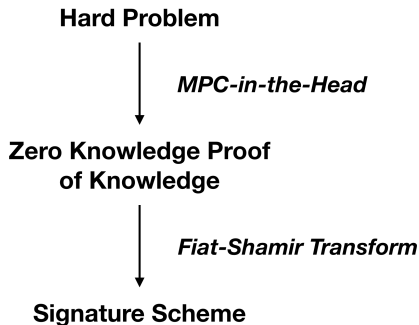 Hard Problem
MPC-in-the-Head
Zero Knowledge Proof
of Knowledge
Fiat-Shamir Transform
Signature Scheme